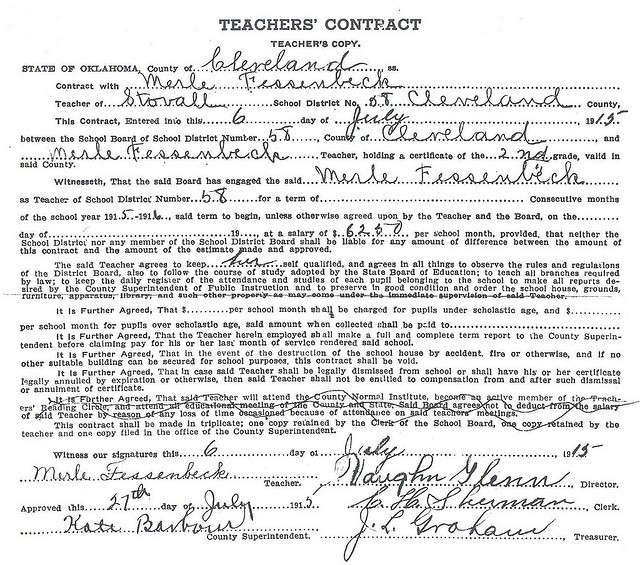 TEACHERS' CONTRACT
TEACHER'S COPY.
STATE OF OKLAHOMA, County of Cleveland ss.
Contract with Merle Fessenbeck
Teacher of Stovall School District No. 58 Cleveland County,
This Contract, Entered into this 6 day of July 1915
between the School Board of School District Number 58, County of Cleveland, and
Merle Fessenbeck Teacher, holding a certificate of the 2nd grade, valid in
said County.
Witnesseth, That the said Board has engaged the said Merle Fessenbeck
as Teacher of School District Number 58 for a term of Consecutive months
of the school year 1915-1916, said term to begin, unless otherwise agreed upon by the Teacher and the Board, on the
day of 19, at a salary of $62.50 per school month, provided, that neither the
School District nor any member of the School District Board shall be liable for any amount of difference between the amount of
this contract and the amount of the estimate made and approved.
The said Teacher agrees to keep her self qualified, and agrees in all things to observe the rules and regulations
of the District Board, also to follow the course of study adopted by the State Board of Education; to teach all branches required
by law; to keep the daily register of the attendance and studies of each pupil belonging to the school to make all reports de-
sired by the County Superintendent of Public Instruction and to preserve in good condition and order the school house, grounds,
furniture, apparatus, library, and such other property as may come under the immediate supervision of said Teacher.
It is Further Agreed, That $ per school month shall be charged for pupils under scholastic age, and $
per school month for pupils over scholastic age, said amount when collected shall be paid to
It is Further Agreed, That the Teacher herein employed shall make a full and complete term report to the County Superin-
tendent before claiming pay for his or her last month of service rendered said school.
It is Further Agreed, That in the event of the destruction of the school house by accident. fire or otherwise, and if no
other suitable building can be secured for school purposes, this contract shall be void.
It is Further Agreed, That in case said Teacher shall be legally dismissed from school or shall have his or her certificate
legally annulled by expiration or otherwise, then said Teacher shall not be enlitled to compensation from and after such dismissal
or annulment of certificate.
It is Further Agreed, That said Teacher will attend the County Normal Institute, become an active member of the Teach-
ers' Reading Circle, and attend all educational meeting of the County and State. Said Board agrees not to deduct from the salary
of said Teacher by reason of any loss of time occasioned because of attendance on said teachers' meetings.
This contract shall be made in triplicate; one copy retained by the Clerk of the School Board, one copy retained by the
teacher and one copy filed in the office of the County Superintendent.
Witness our signatures this 6 day of July, 1915
Merle Fessenbeck Teacher. Vaughn Glenn, Director.
Approved this 27th day of July 1915 C. H. Sherman, Clerk.
Kate Barbour County Superintendent. J. L. Graham, Treasurer.